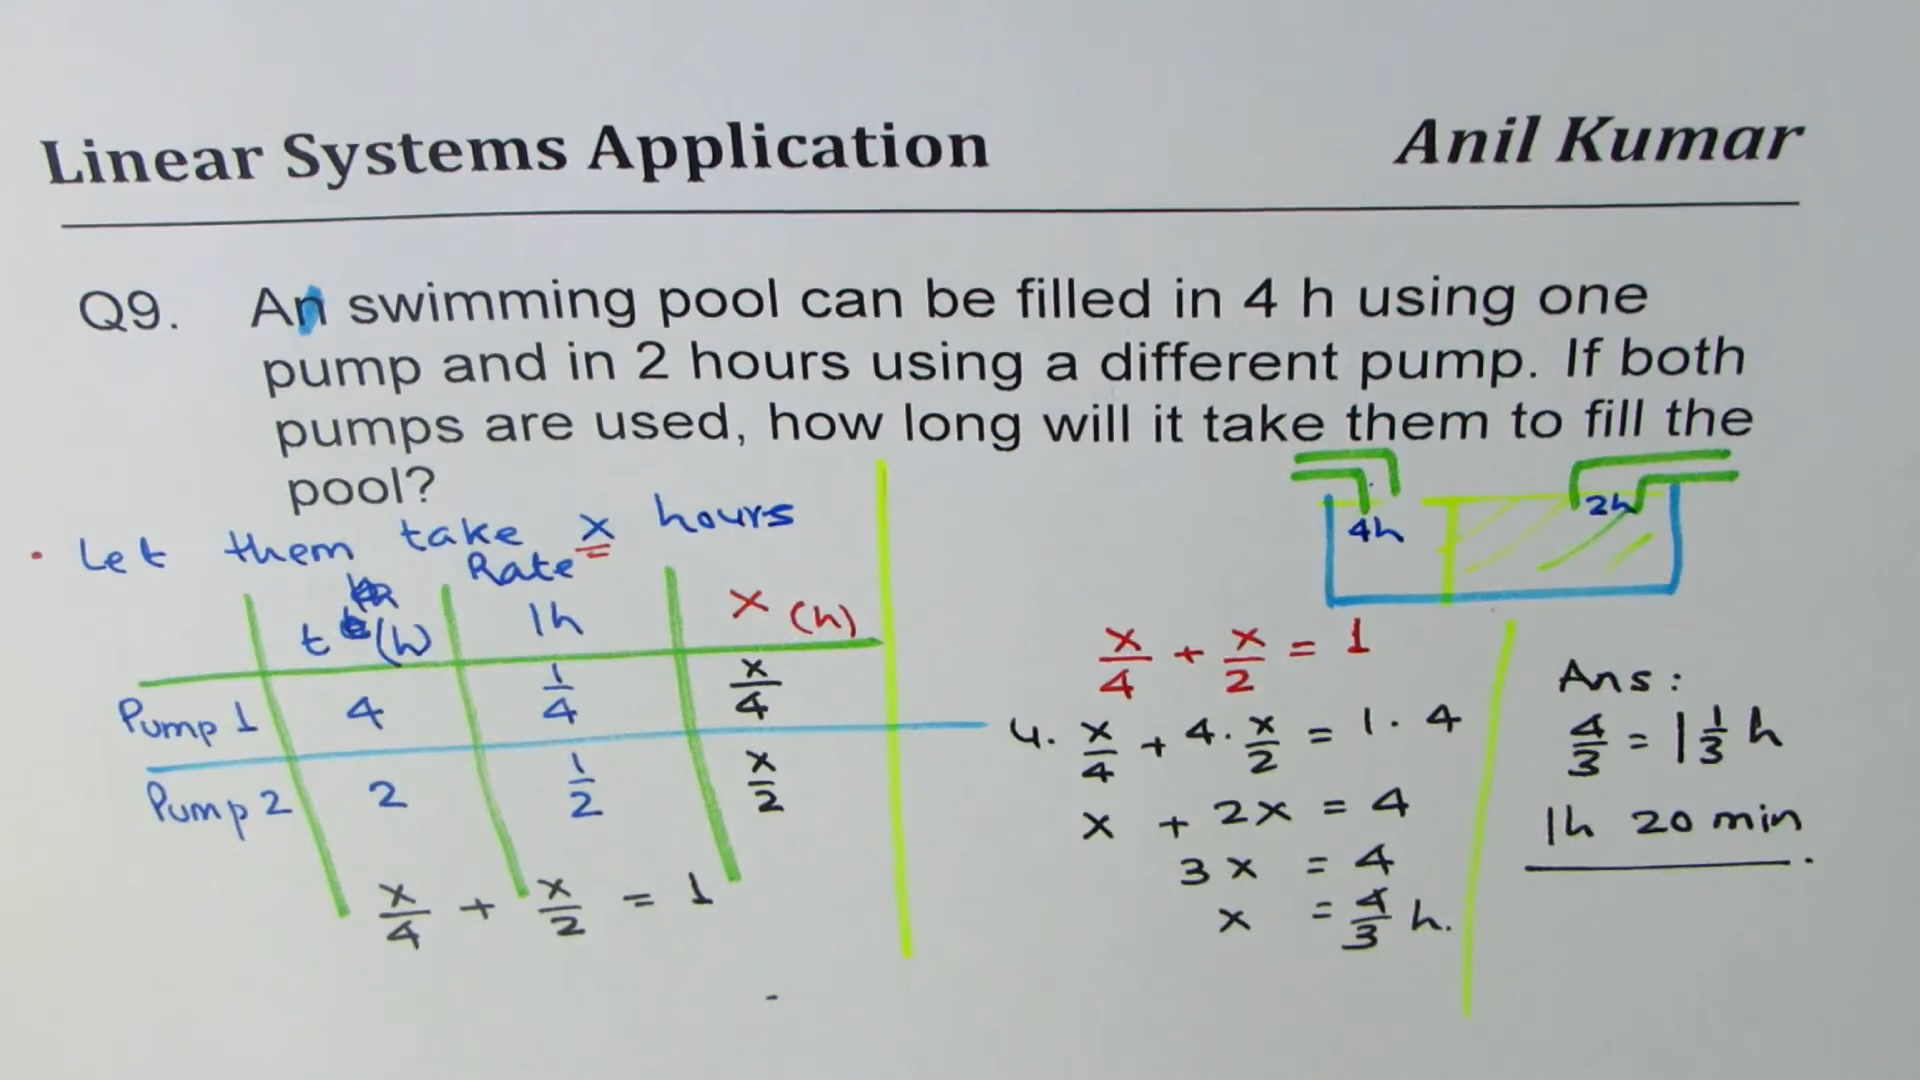 Linear Systems Application
Anil Kumar
Q9. An swimming pool can be filled in 4 h using one
pump and in 2 hours using a different pump. If both
pumps are used, how long will it take them to fill the
pool?
Let them take x hours
t (h)
Rate
1h
x (h)
Pump 1 4 1/4 x/4
Pump 2 2 1/2 x/2
x/4 + x/2 = 1
4h
2h
x/4 + x/2 = 1
4. x/4 + 4. x/2 = 1. 4
x + 2x = 4
3x = 4
x = 4/3 h.
Ans:
4/3 = 1 1/3 h
1h 20 min.